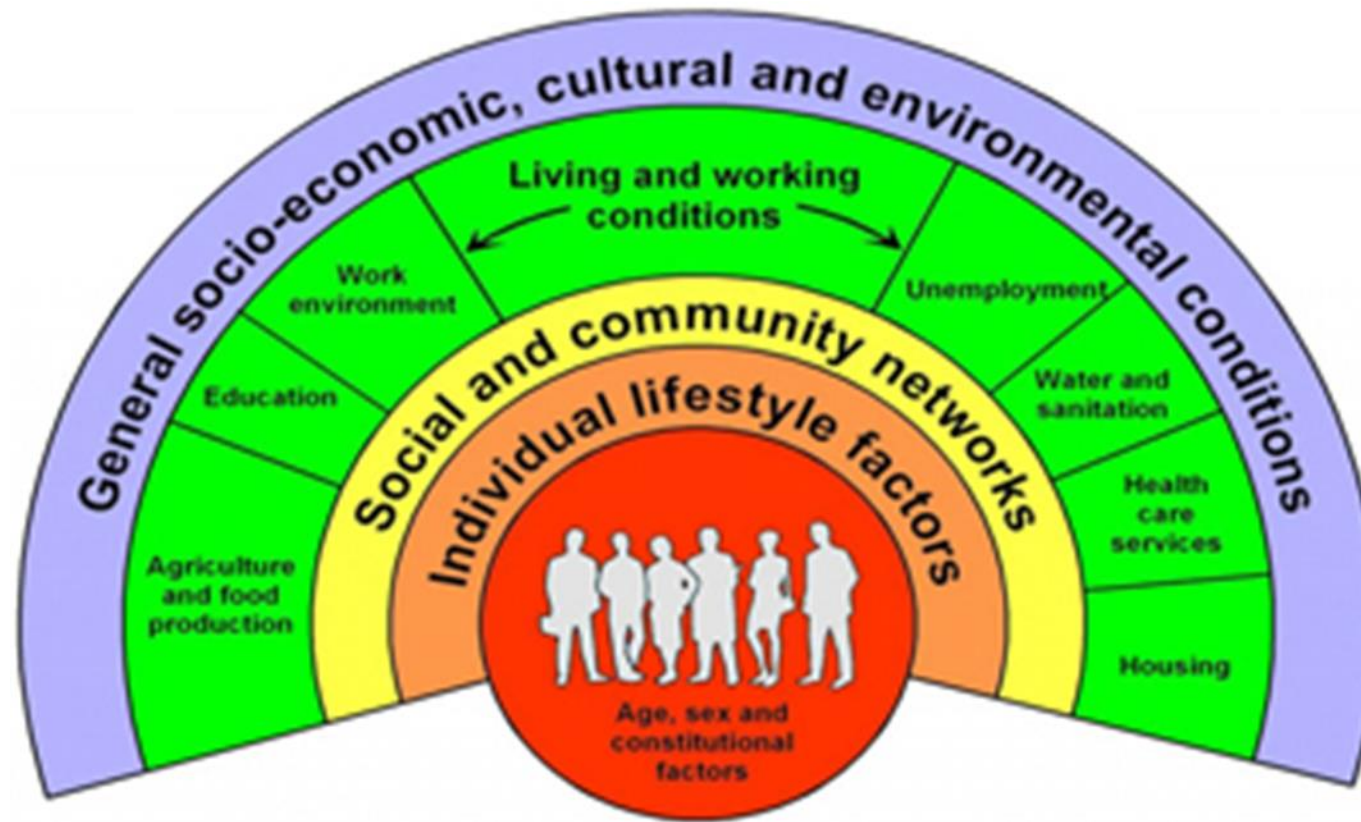 General socio-economic, cultural and environmental conditions
Living and working
conditions
Work
environment
Unemployment
Education
Water and
sanitation
Agriculture
and food
production
Health
care
services
Housing
Social and community networks
Individual lifestyle factors
Age, sex and
constitutional
factors